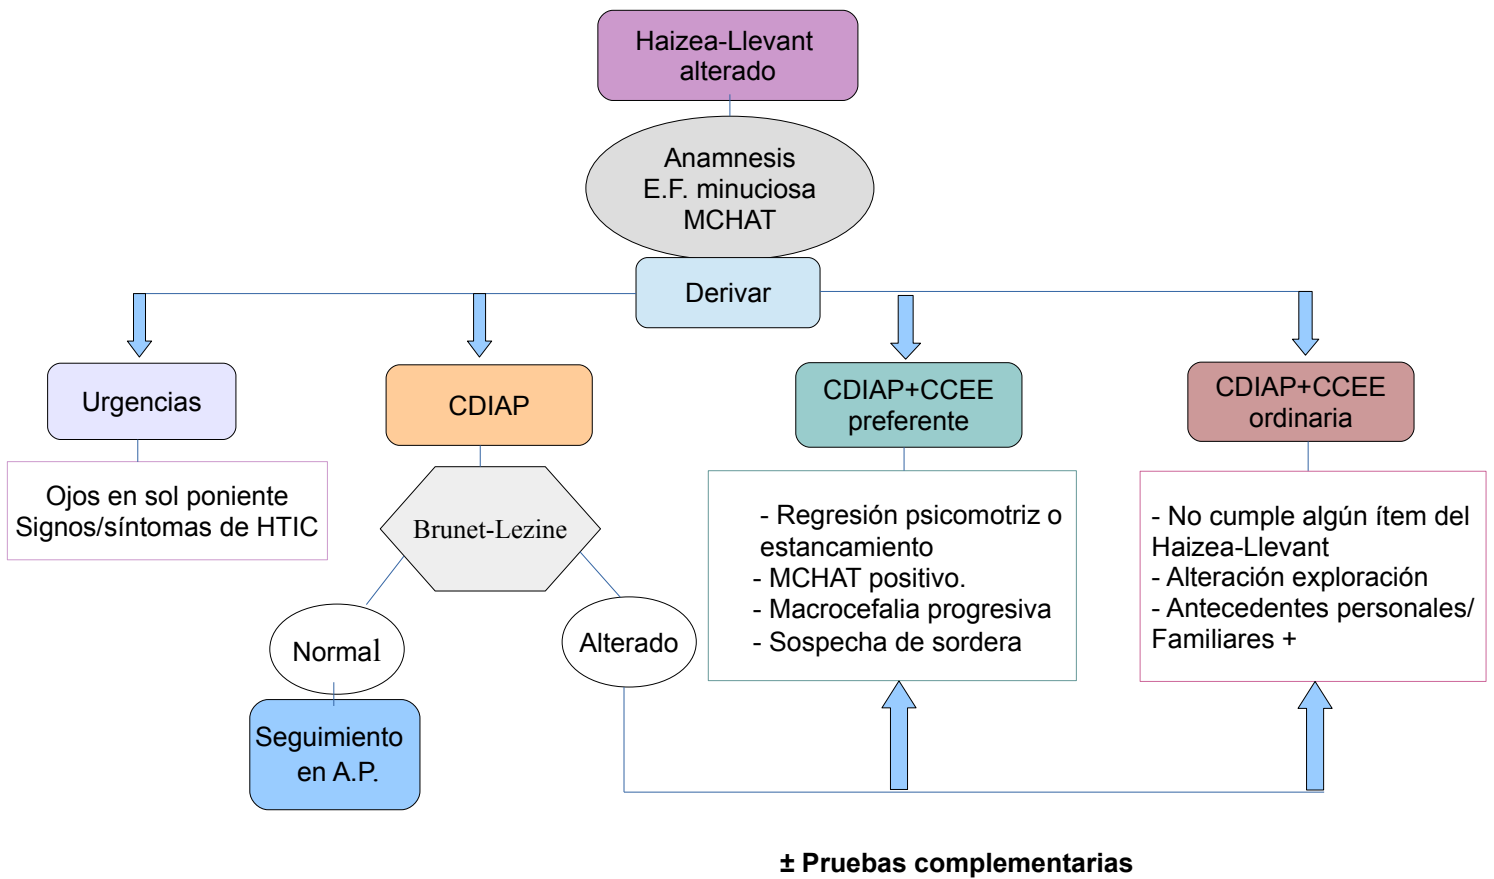 Haizea-Llevant
alterado
Anamnesis
E.F. minuciosa
MCHAT
Derivar
Urgencias
CDIAP
CDIAP+CCEE
preferente
CDIAP+CCEE
ordinaria
Ojos en sol poniente
Signos/síntomas de HTIC
Brunet-Lezine
- Regresión psicomotriz o
estancamiento
- MCHAT positivo.
- Macrocefalia progresiva
- Sospecha de sordera
- No cumple algún ítem del
Haizea-Llevant
- Alteración exploración
- Antecedentes personales/
Familiares +
Normal
Alterado
Seguimiento
en A.P.
± Pruebas complementarias